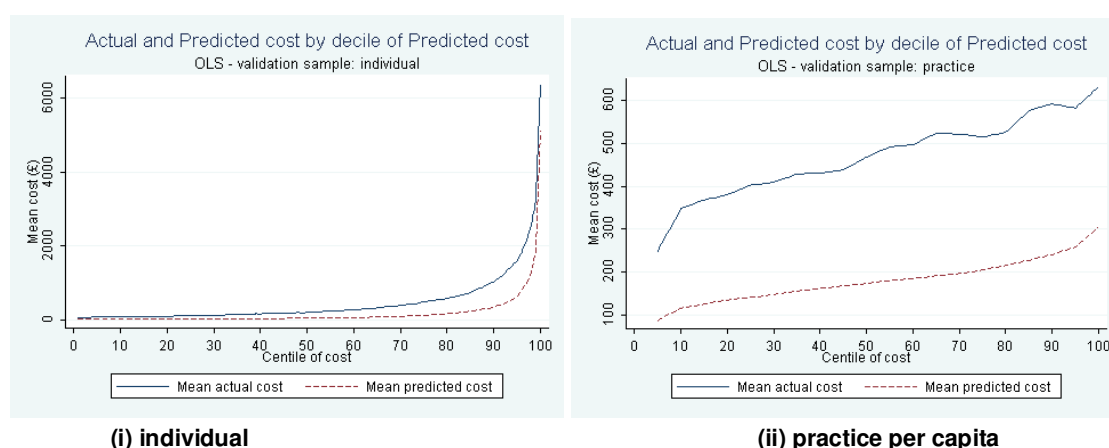 Actual and Predicted cost by decile of Predicted cost
OLS - validation sample: individual
Mean cost (£)
6000
4000
2000
0
0 10 20 30 40 50 60 70 80 90 100
Centile of cost
Mean actual cost Mean predicted cost
(i) individual
Actual and Predicted cost by decile of Predicted cost
OLS - validation sample: practice
Mean cost (£)
600
500
400
300
200
100
0 10 20 30 40 50 60 70 80 90 100
Centile of cost
Mean actual cost Mean predicted cost
(ii) practice per capita